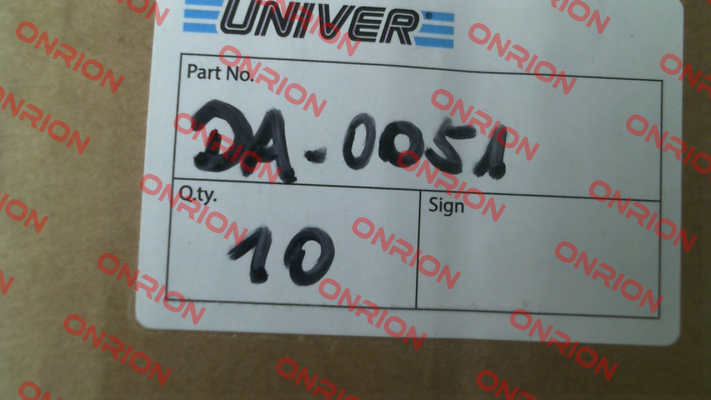 UNIVER
Part No.
DA-0051
Q.ty.
Sign
10
ONRION